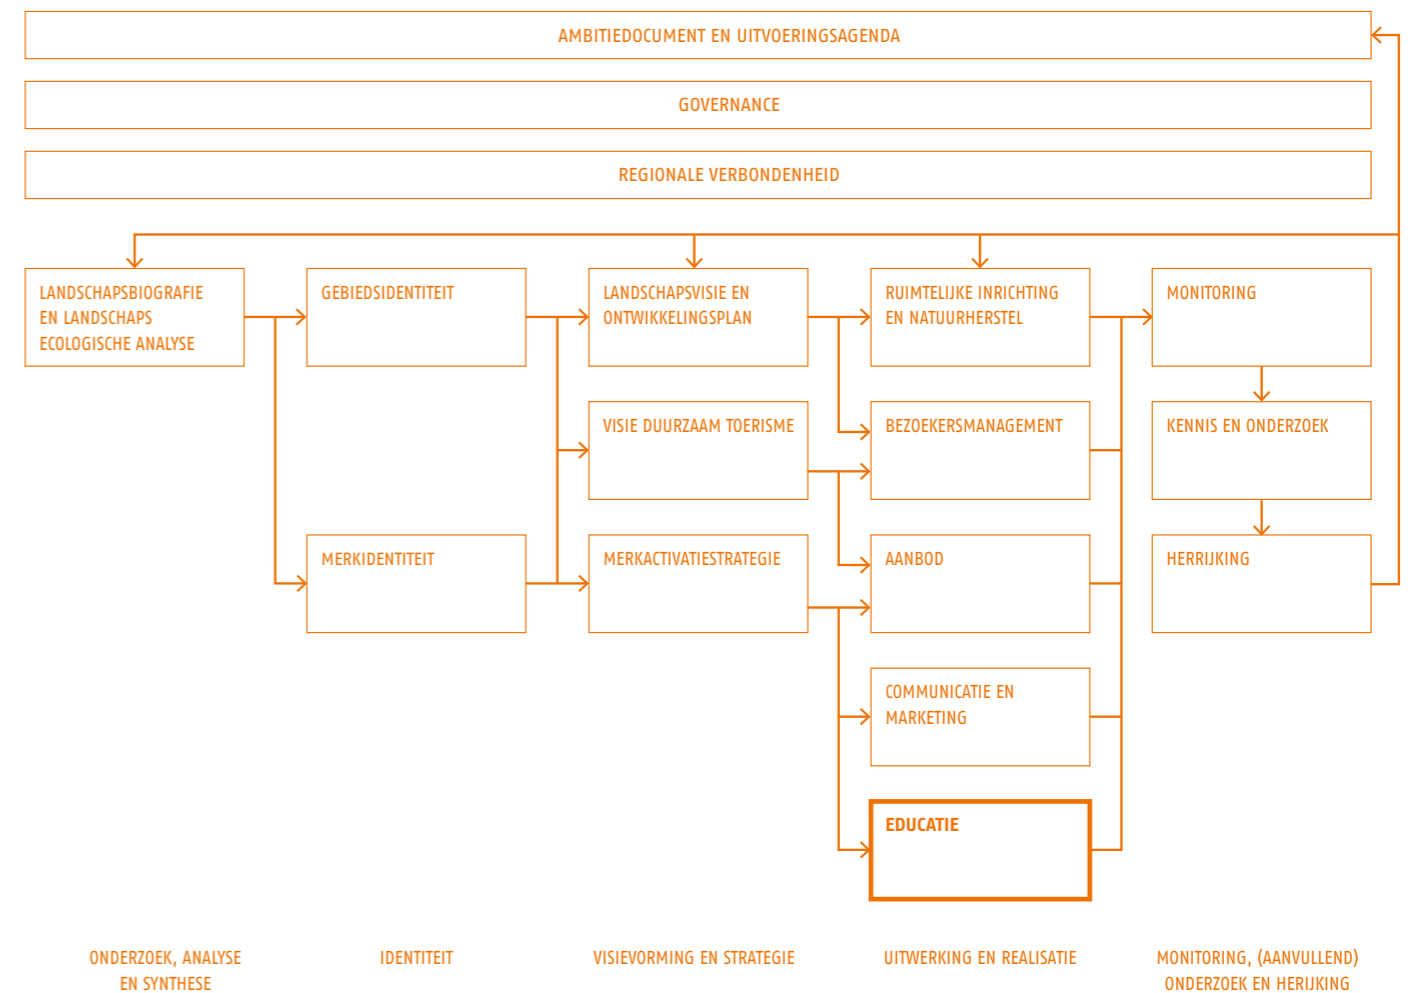 AMBITIEDOCUMENT EN UITVOERINGSAGENDA
GOVERNANCE
REGIONALE VERBONDENHEID
LANDSCHAPSBIOGRAFIE
EN LANDSCHAPS
ECOLOGISCHE ANALYSE
GEBIEDSIDENTITEIT
LANDSCHAPSVISIE EN
ONTWIKKELINGSPLAN
RUIMTELIJKE INRICHTING
EN NATUURHERSTEL
MONITORING
VISIE DUURZAAM TOERISME
BEZOEKERSMANAGEMENT
KENNIS EN ONDERZOEK
MERKIDENTITEIT
MERKACTIVATIESTRATEGIE
AANBOD
HERRIJKING
COMMUNICATIE EN
MARKETING
EDUCATIE
ONDERZOEK, ANALYSE
EN SYNTHESE
IDENTITEIT
VISIEVORMING EN STRATEGIE
UITWERKING EN REALISATIE
MONITORING, (AANVULLEND)
ONDERZOEK EN HERIJKING